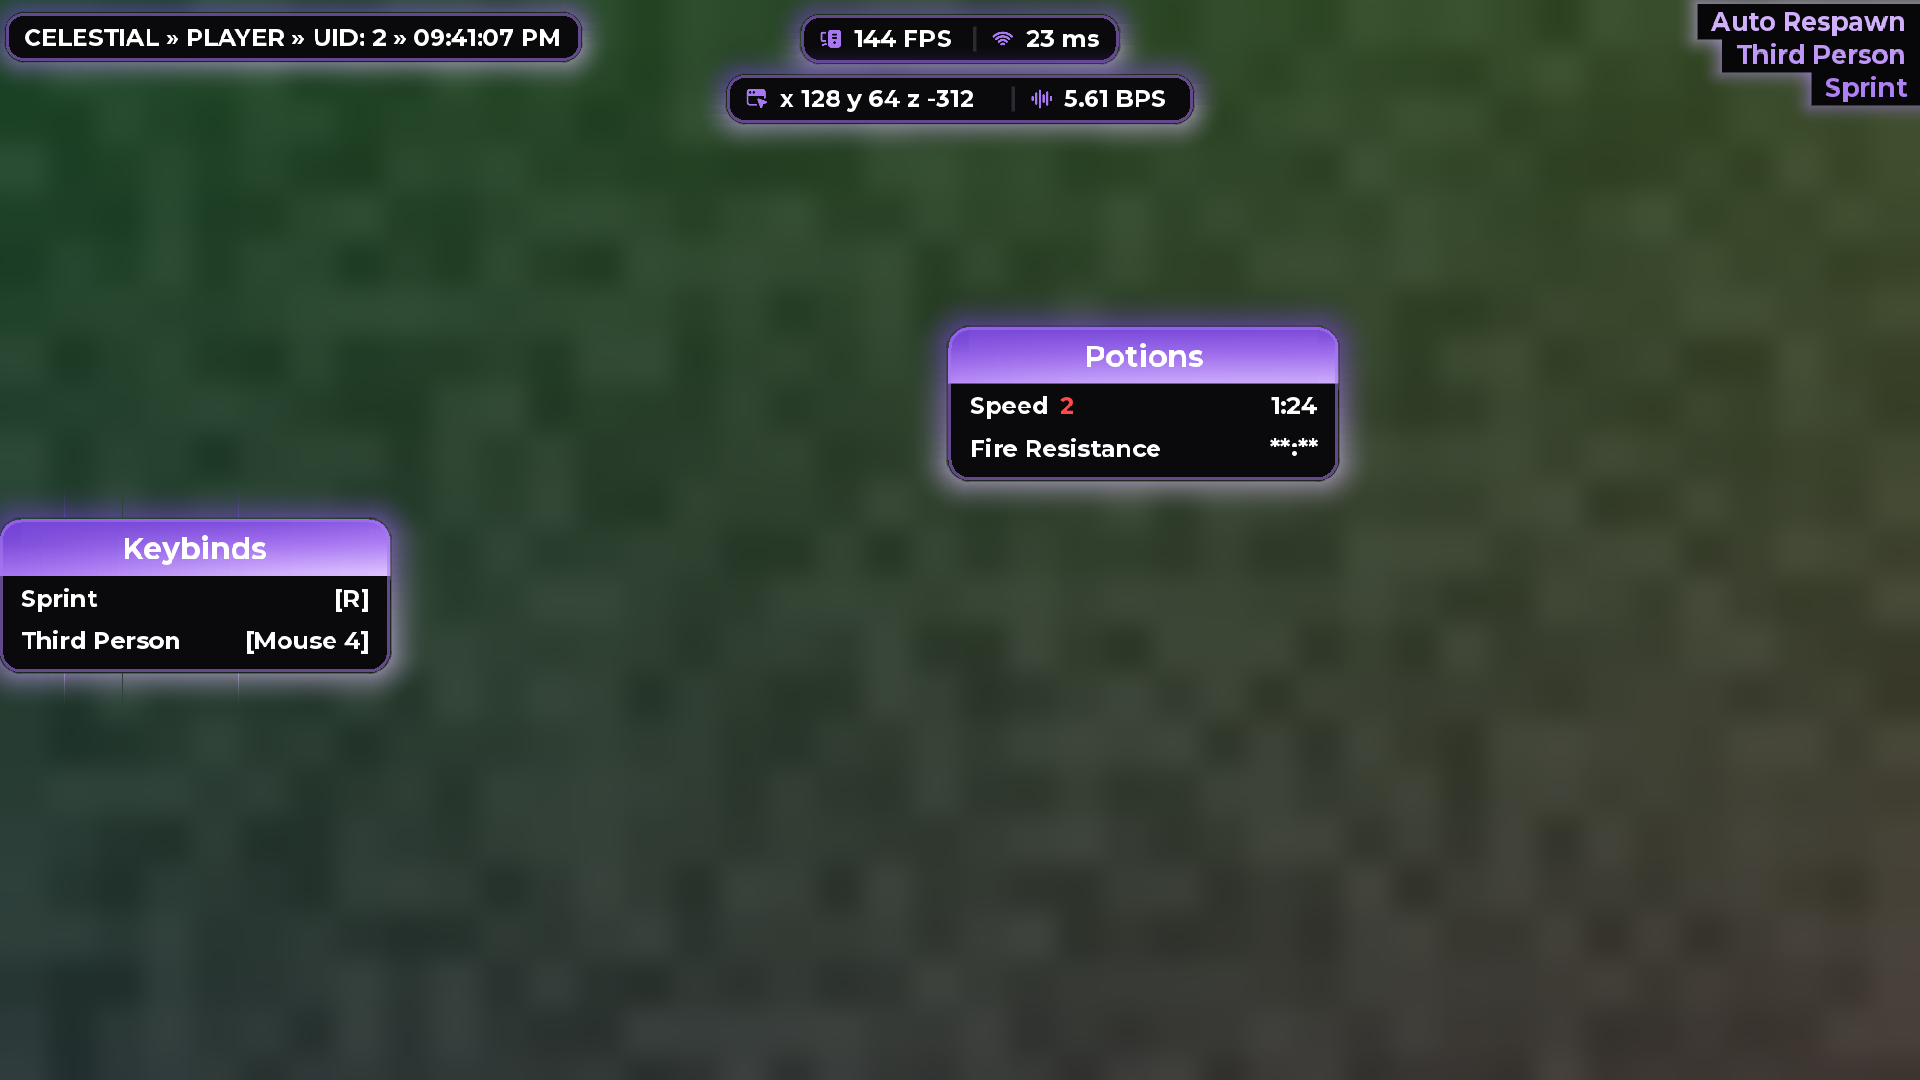 CELESTIAL » PLAYER » UID: 2 » 09:41:07 PM
144 FPS | 23 ms
x 128 y 64 z -312 | 5.61 BPS
Auto Respawn
Third Person
Sprint
Potions
Speed 2 1:24
Fire Resistance **:**
Keybinds
Sprint [R]
Third Person [Mouse 4]